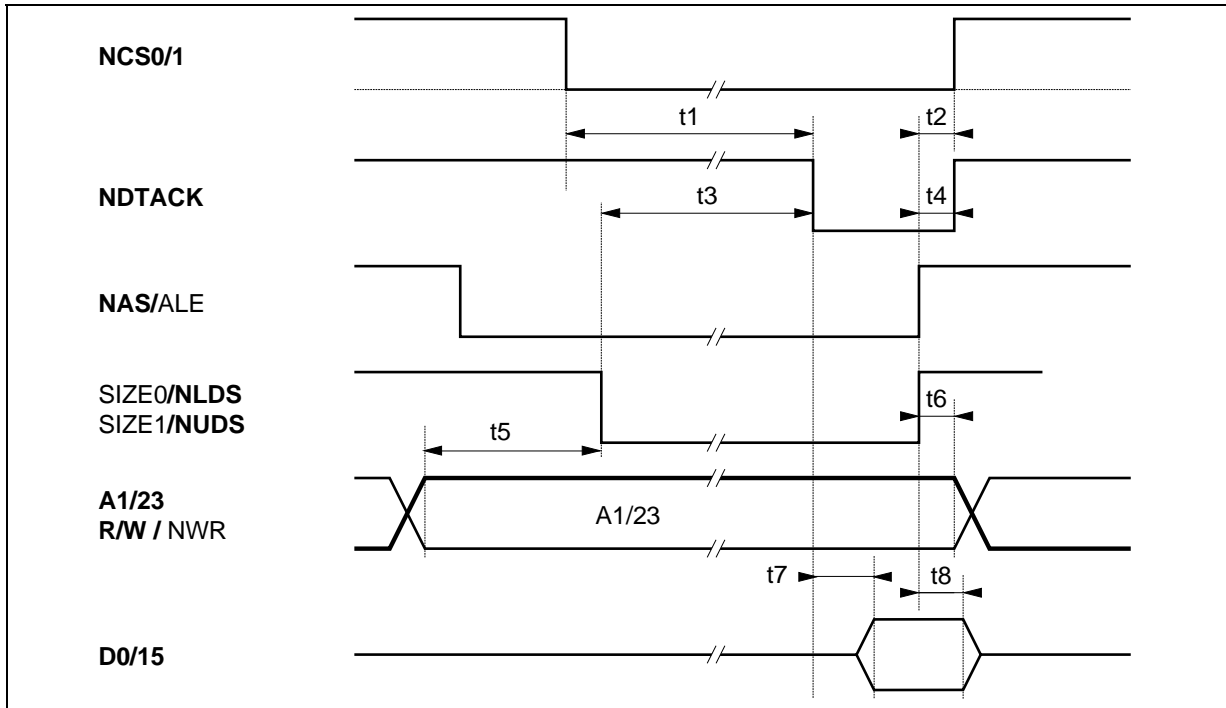 NCS0/1
t1
t2
NDTACK
t3
t4
NAS/ALE
SIZE0/NLDS
SIZE1/NUDS
t5
t6
A1/23
R/W / NWR
A1/23
t7
t8
D0/15